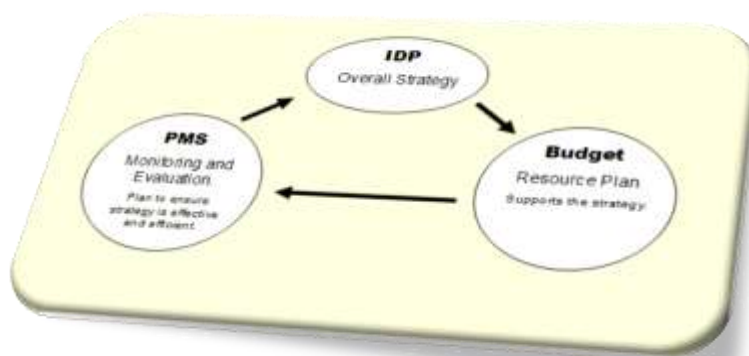 IDP
Overall Strategy
PMS
Monitoring and
Evaluation
Plan to ensure
strategy is effective
and efficient.
Budget
Resource Plan
Supports the strategy